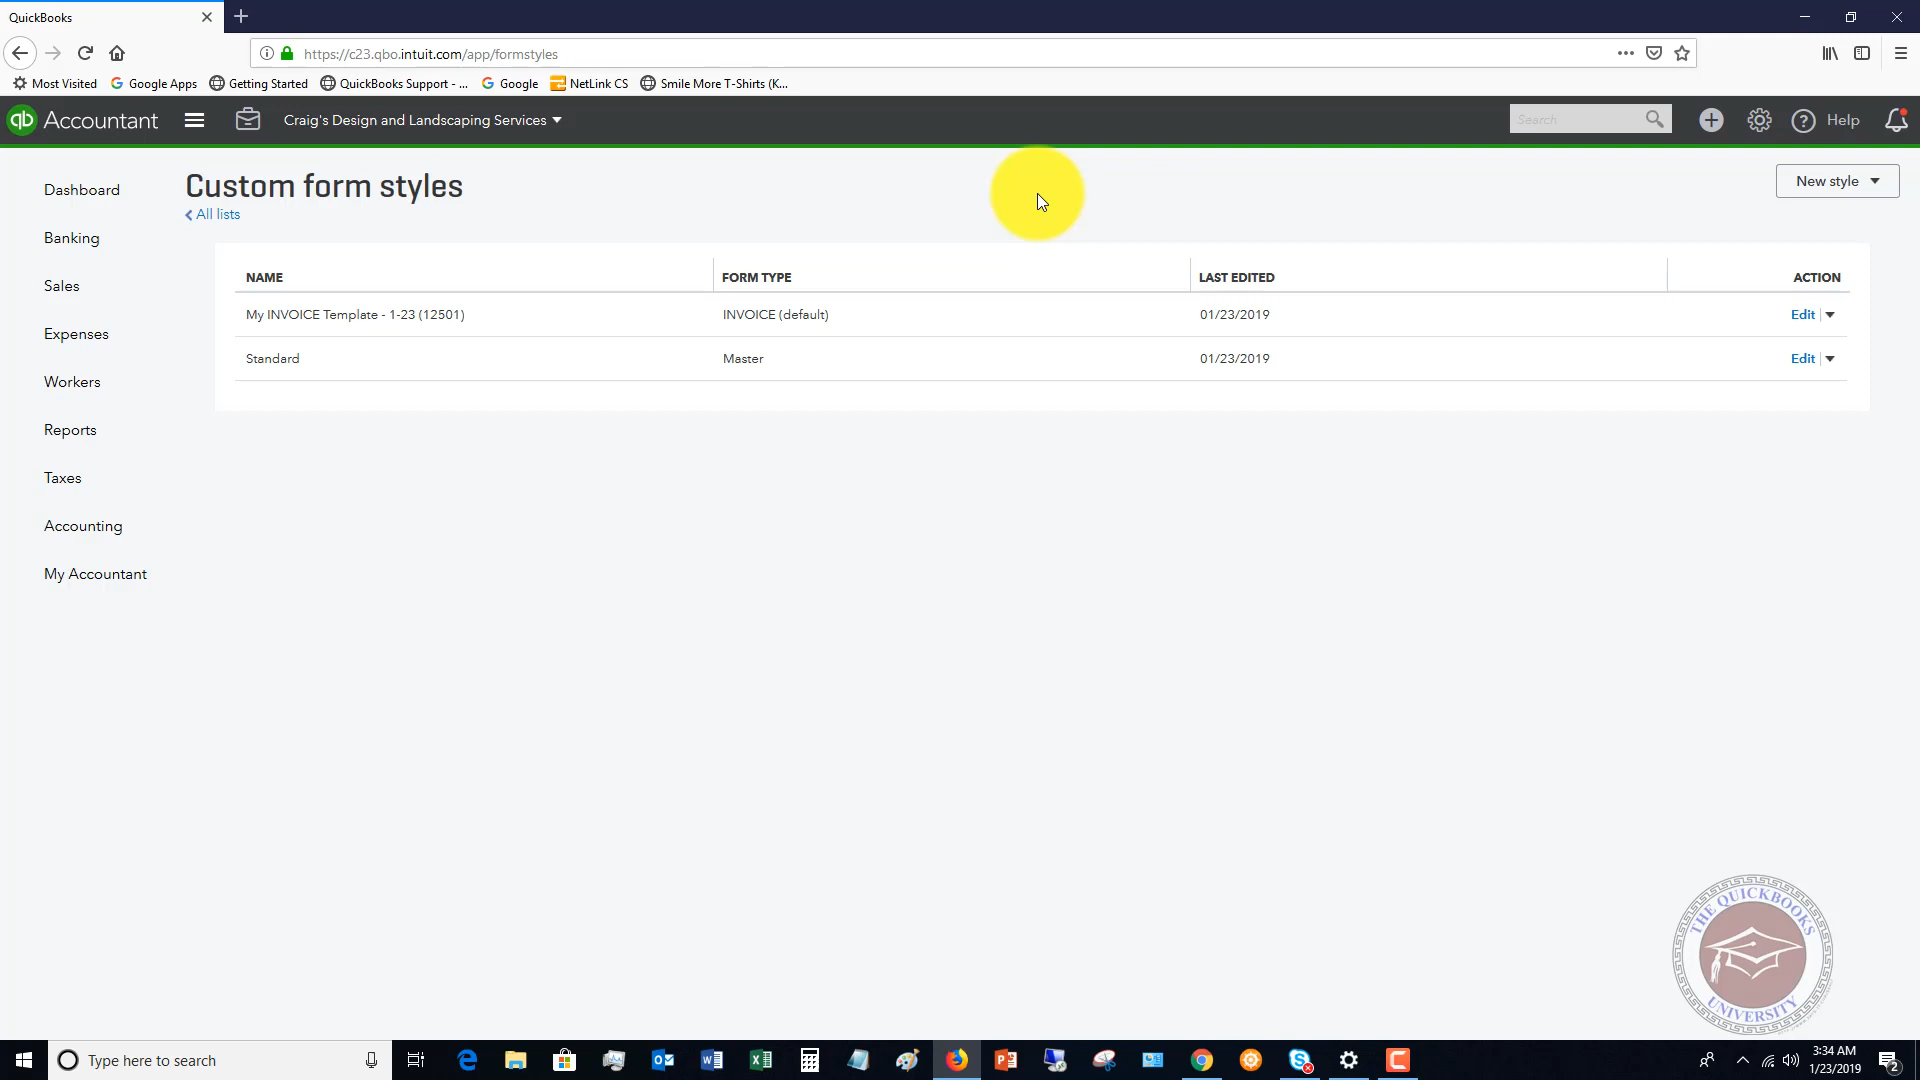 QuickBooks
https://c23.qbo.intuit.com/app/formstyles
Most Visited Google Apps Getting Started QuickBooks Support - ... Google NetLink CS Smile More T-Shirts (K...
qb Accountant Craig's Design and Landscaping Services Search Help
Dashboard
Banking
Sales
Expenses
Workers
Reports
Taxes
Accounting
My Accountant
Custom form styles
All lists
New style
NAME FORM TYPE LAST EDITED ACTION
My INVOICE Template - 1-23 (12501) INVOICE (default) 01/23/2019 Edit
Standard Master 01/23/2019 Edit
THE QUICKBOOKS UNIVERSITY
Type here to search
3:34 AM
1/23/2019
2